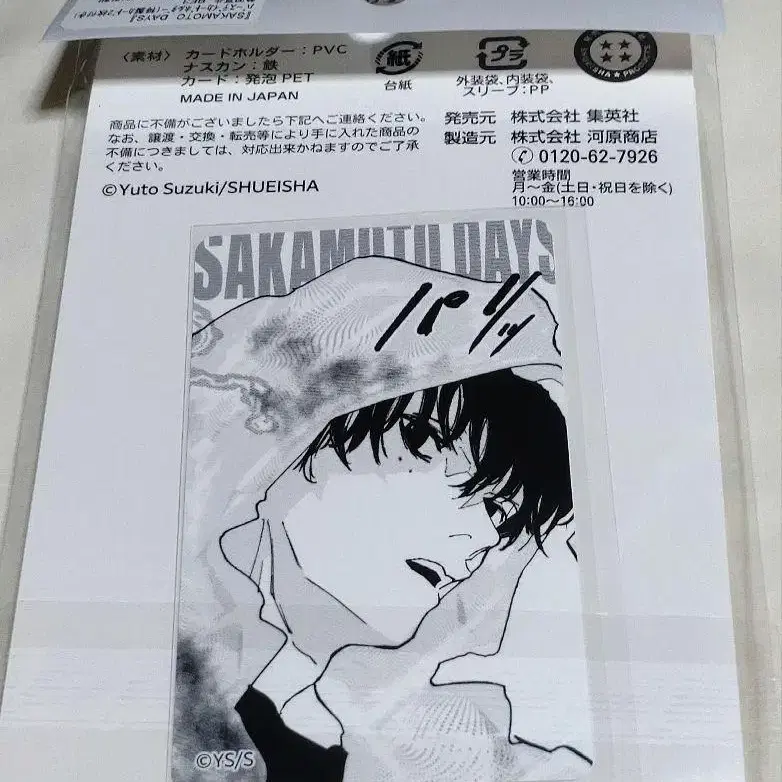 『SAKAMOTO DAYS』
〈素材〉 カードホルダー：PVC
ナスカン：鉄
カード：発泡 PET
MADE IN JAPAN
紙
台紙
プラ
外装袋、内装袋、
スリーブ：PP
商品に不備がございましたら下記へご連絡ください。
なお、譲渡・交換・転売等により手に入れた商品の
不備につきましては、対応出来かねますのでご了承
ください。
©Yuto Suzuki/SHUEISHA
発売元 株式会社 集英社
製造元 株式会社 河原商店
0120-62-7926
営業時間
月～金(土日・祝日を除く)
10:00～16:00
SAKAMOTO DAYS
©YS/S